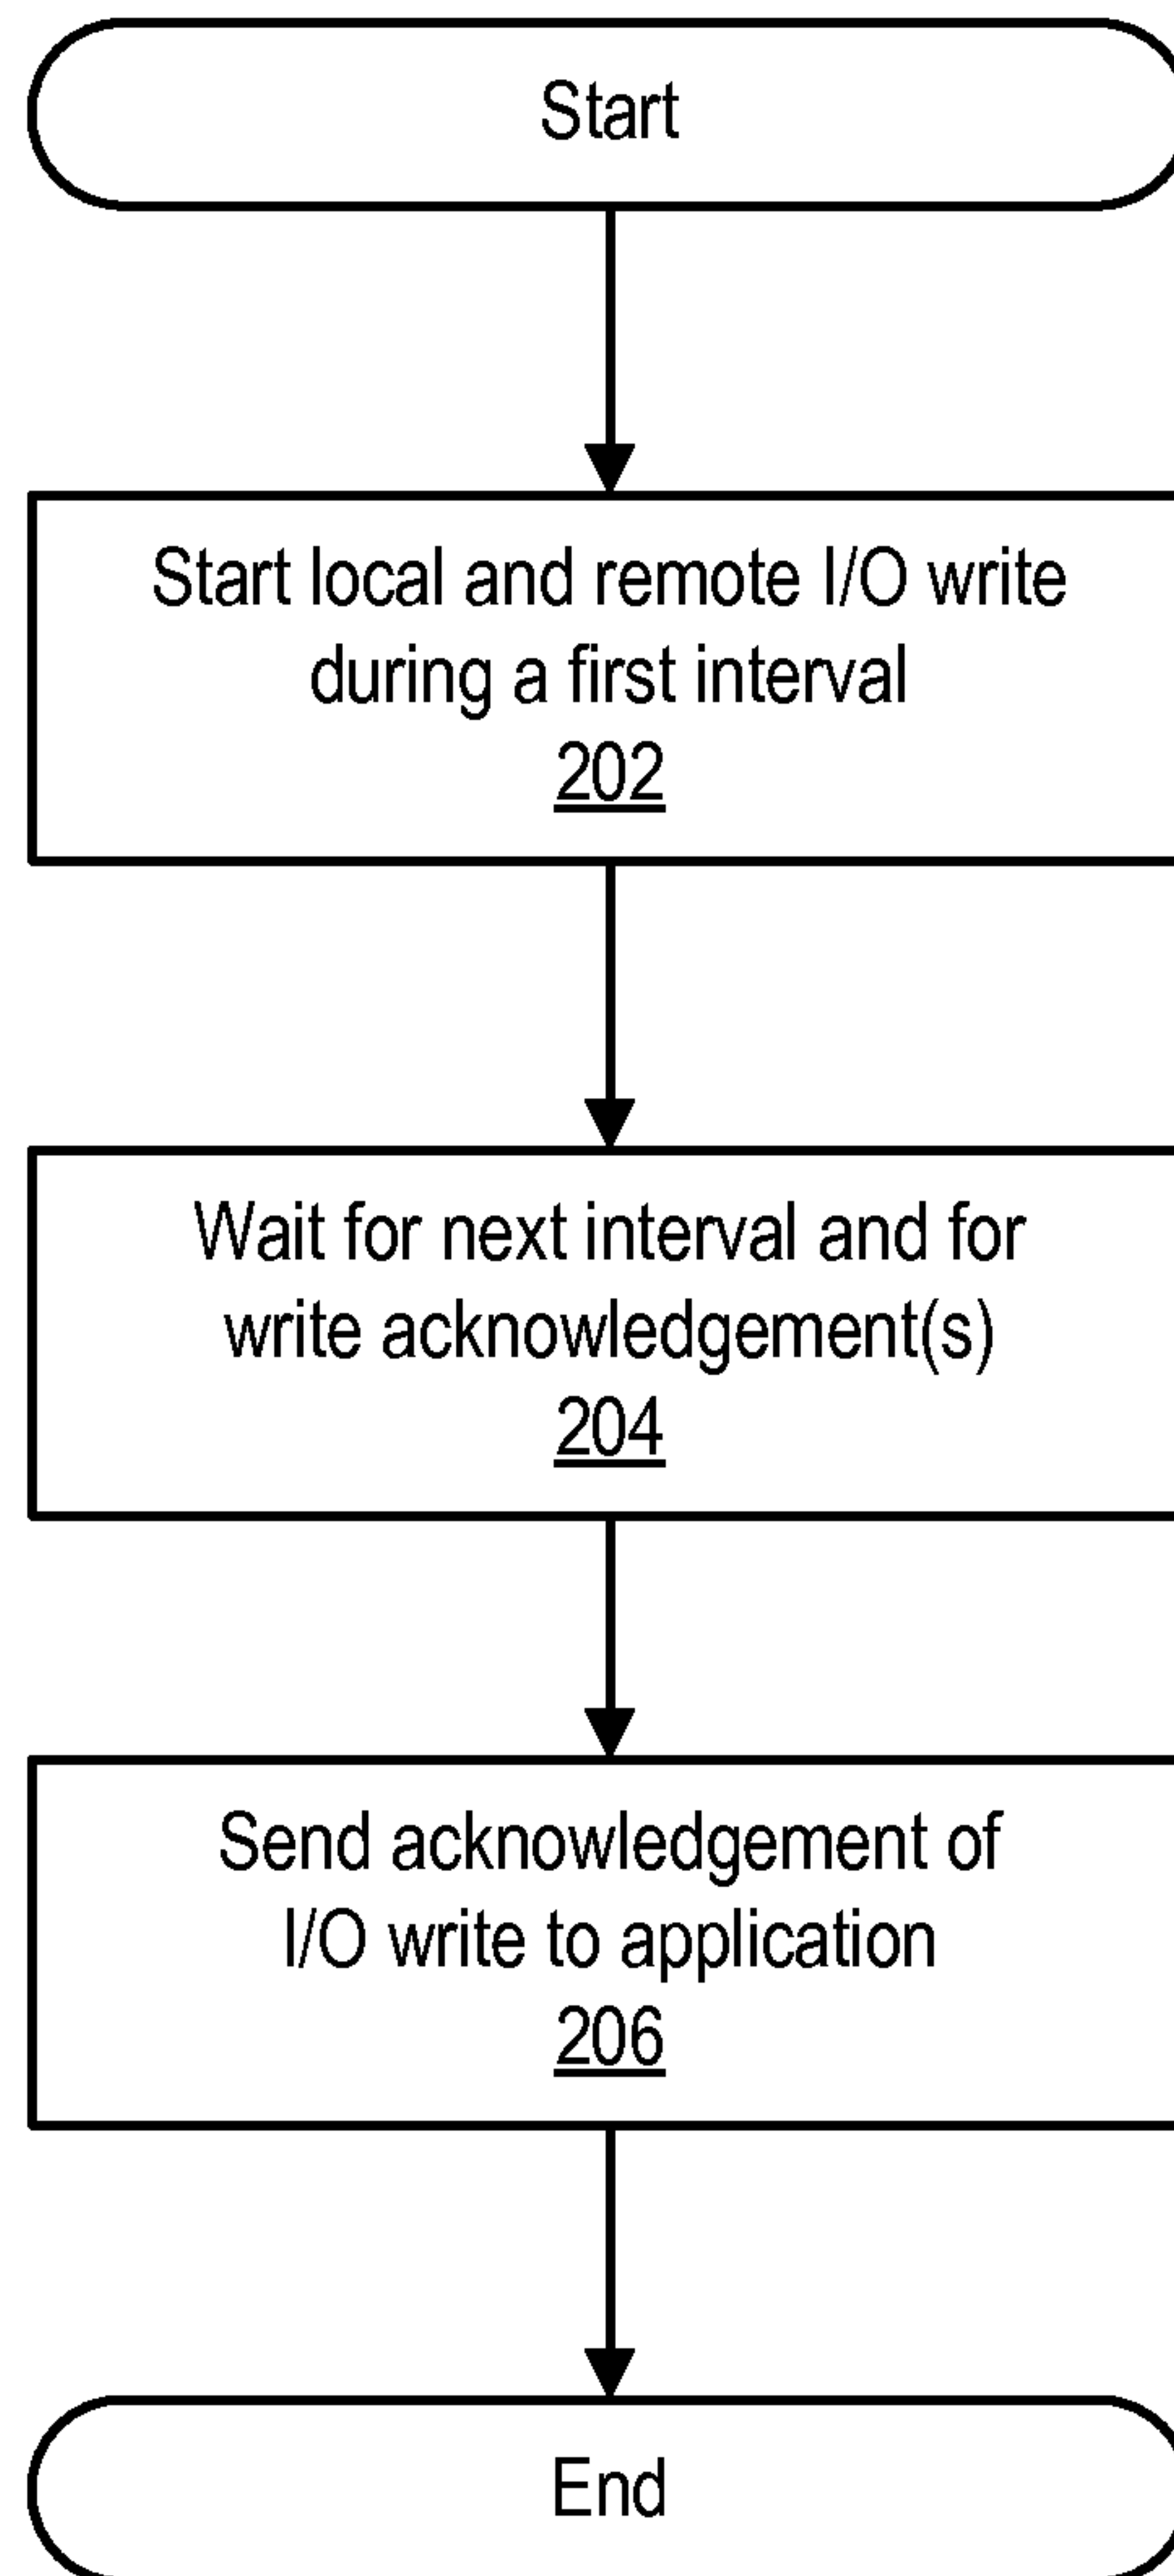 Start
Start local and remote I/O write
during a first interval
202
Wait for next interval and for
write acknowledgement(s)
204
Send acknowledgement of
I/O write to application
206
End